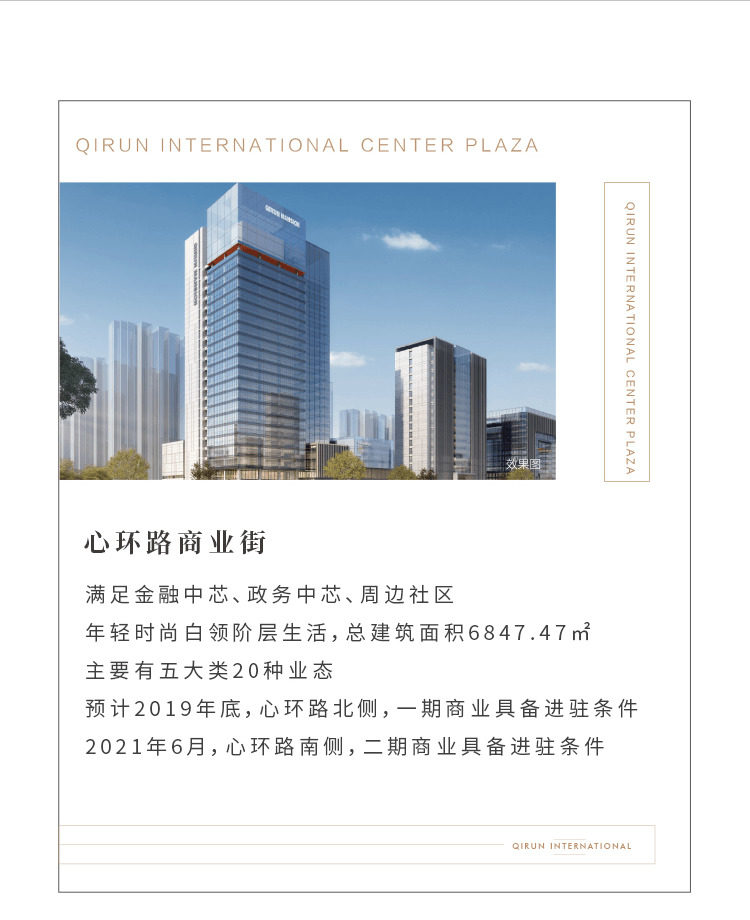 QIRUN INTERNATIONAL CENTER PLAZA
QIRUN MANSION
QIRUN INTERNATIONAL CENTER PLAZA
效果图
心环路商业街
满足金融中芯、政务中芯、周边社区
年轻时尚白领阶层生活，总建筑面积6847.47㎡
主要有五大类20种业态
预计2019年底，心环路北侧，一期商业具备进驻条件
2021年6月，心环路南侧，二期商业具备进驻条件
QIRUN INTERNATIONAL